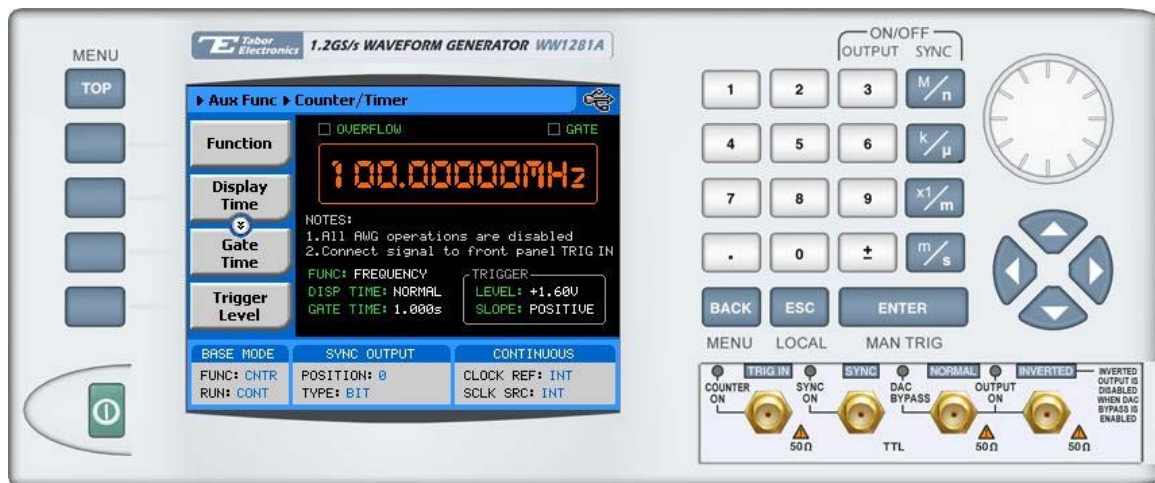 MENU
TOP
Tabor Electronics 1.2GS/s WAVEFORM GENERATOR WW1281A
▶ Aux Func ▶ Counter/Timer
Function
Display Time
Gate Time
Trigger Level
OVERFLOW GATE
100.00000MHz
NOTES:
1.All AWG operations are disabled
2.Connect signal to front panel TRIG IN
FUNC: FREQUENCY
DISP TIME: NORMAL
GATE TIME: 1.000s
TRIGGER
LEVEL: +1.60V
SLOPE: POSITIVE
BASE MODE
FUNC: CNTR
RUN: CONT
SYNC OUTPUT
POSITION: 0
TYPE: BIT
CONTINUOUS
CLOCK REF: INT
SCLK SRC: INT
ON/OFF
OUTPUT SYNC
1 2 3 M/n
4 5 6 k/µ
7 8 9 x1/m
. 0 ± m/s
BACK ESC ENTER
MENU LOCAL MAN TRIG
TRIG IN SYNC NORMAL INVERTED
COUNTER ON
SYNC ON
DAC BYPASS
OUTPUT ON
INVERTED
OUTPUT IS
DISABLED
WHEN DAC
BYPASS IS
ENABLED
50Ω TTL 50Ω 50Ω